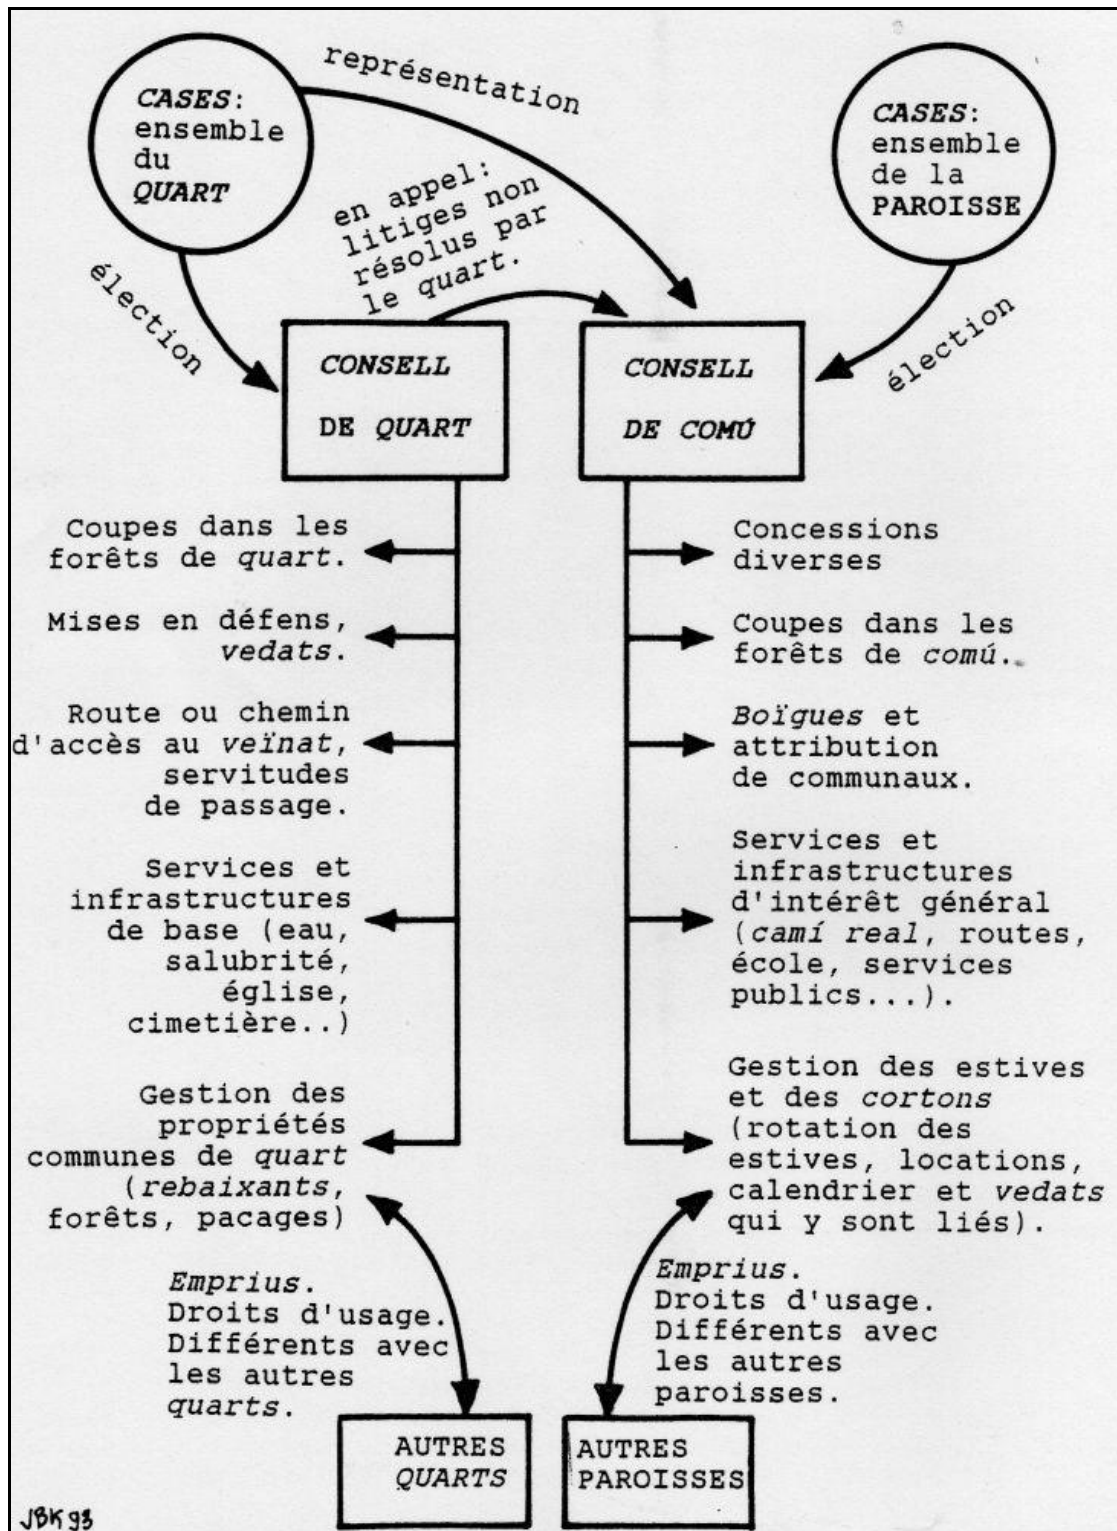 représentation
CASES:
ensemble
du
QUART
CASES:
ensemble
de la
PAROISSE
en appel:
litiges non
résolus par
le quart.
élection
élection
CONSELL
DE QUART
CONSELL
DE COMÚ
Coupes dans les
forêts de quart.
Mises en défens,
vedats.
Route ou chemin
d'accès au veïnat,
servitudes
de passage.
Services et
infrastructures
de base (eau,
salubrité,
église,
cimetière..)
Gestion des
propriétés
communes de quart
(rebaixants,
forêts, pacages)
Concessions
diverses
Coupes dans les
forêts de comú.
Boïgues et
attribution
de communaux.
Services et
infrastructures
d'intérêt général
(camí real, routes,
école, services
publics...).
Gestion des estives
et des cortons
(rotation des
estives, locations,
calendrier et vedats
qui y sont liés).
Emprius.
Droits d'usage.
Différents avec
les autres
quarts.
Emprius.
Droits d'usage.
Différents avec
les autres
paroisses.
AUTRES
QUARTS
AUTRES
PAROISSES
JBK 93